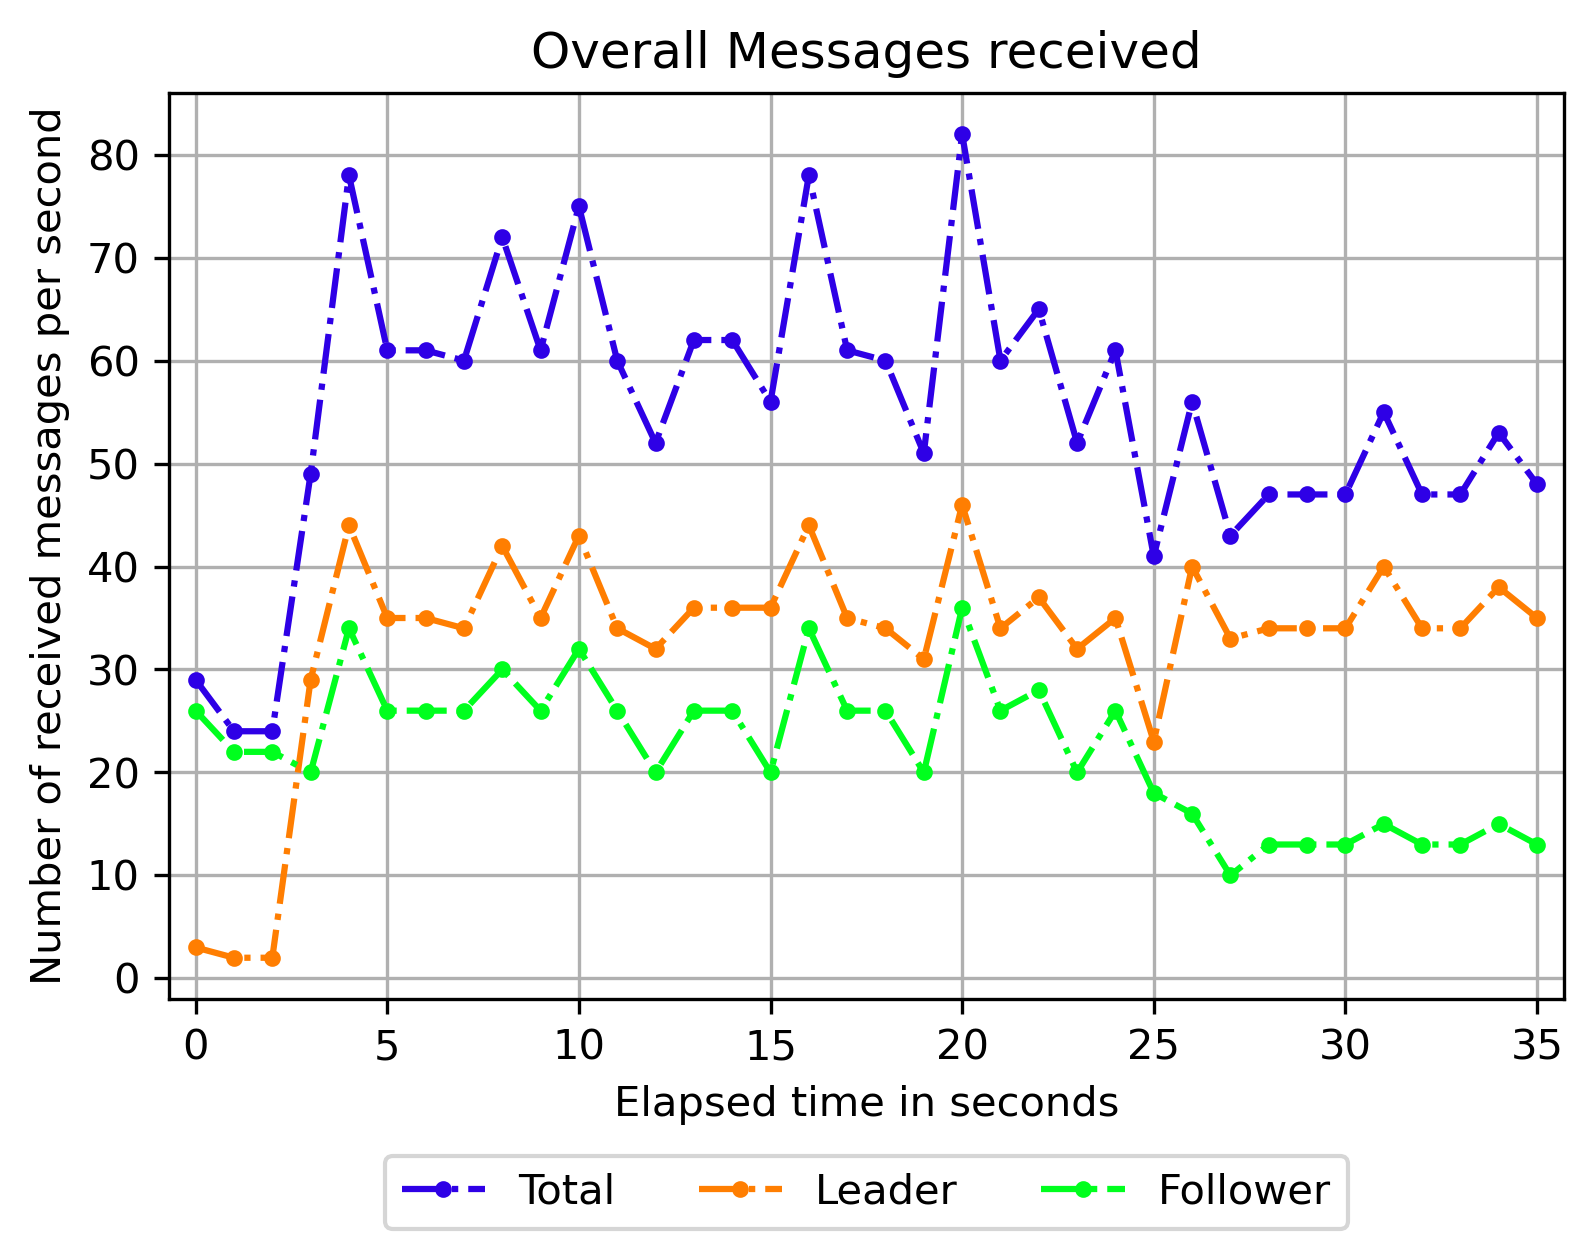 Overall Messages received
Number of received messages per second
80
70
60
50
40
30
20
10
0
0 5 10 15 20 25 30 35
Elapsed time in seconds
Total Leader Follower